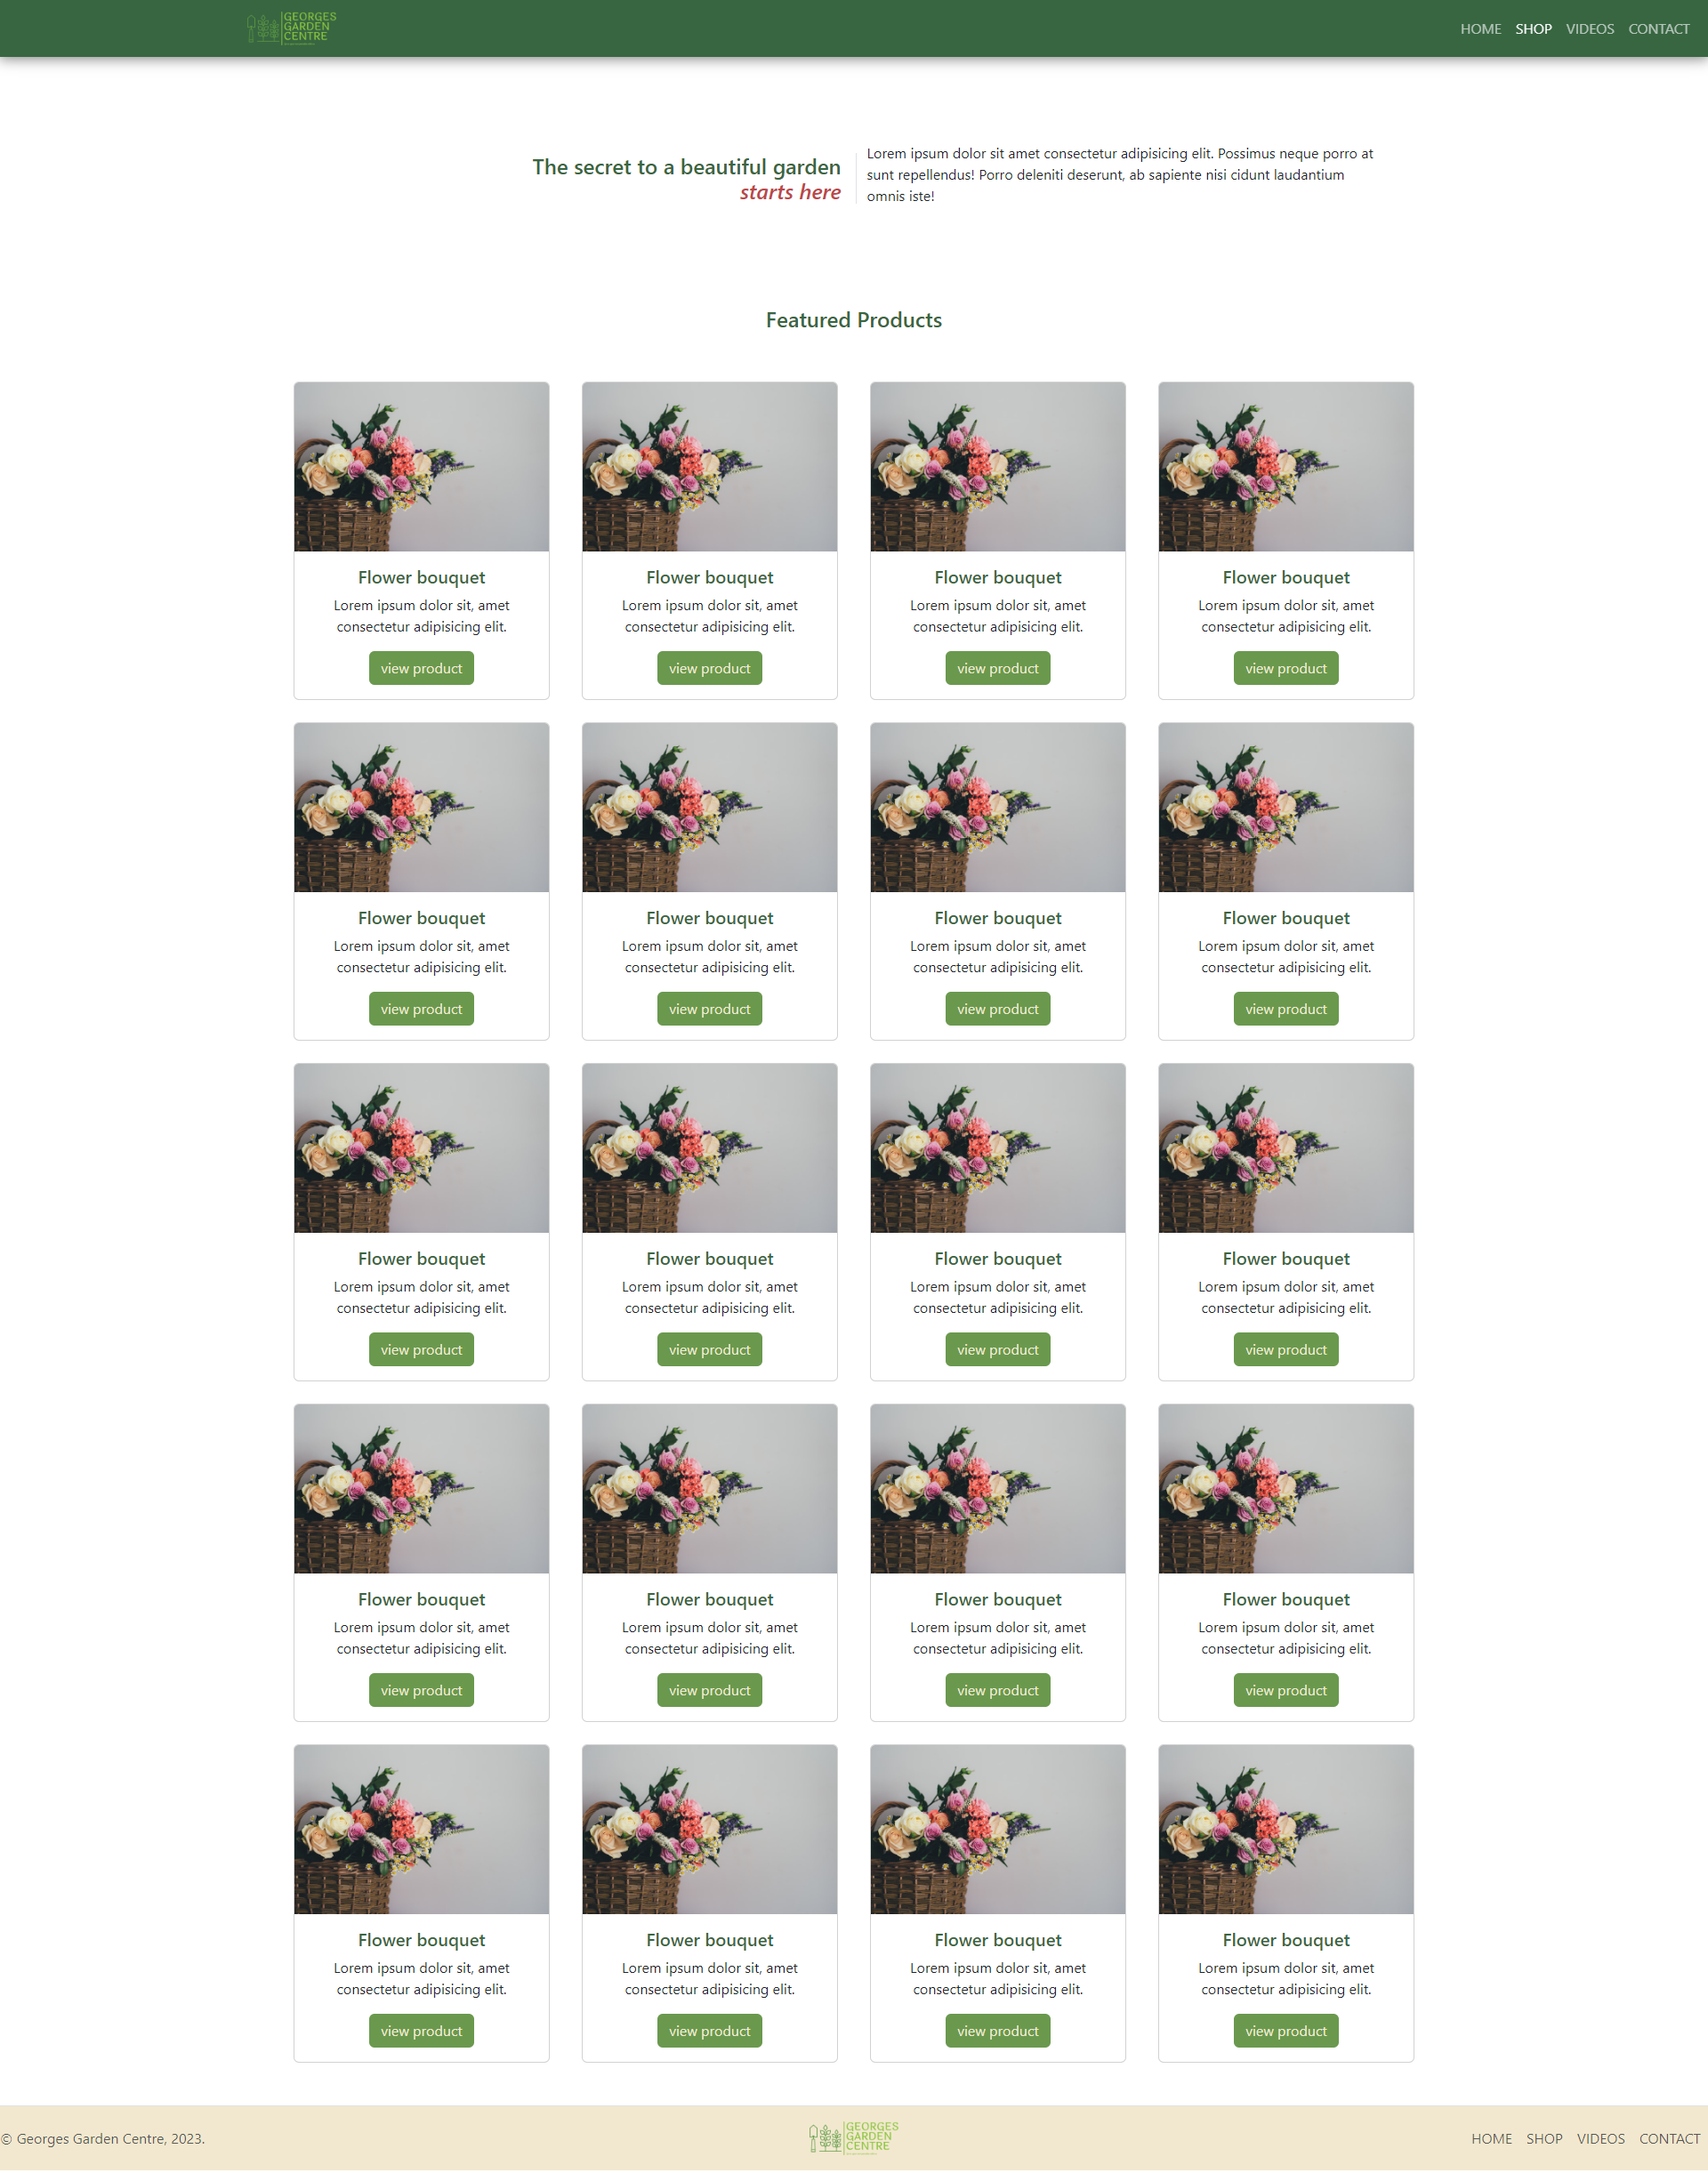 GEORGES
GARDEN
CENTRE
HOME SHOP VIDEOS CONTACT
The secret to a beautiful garden
starts here
Lorem ipsum dolor sit amet consectetur adipisicing elit. Possimus neque porro at
sunt repellendus! Porro deleniti deserunt, ab sapiente nisi cidunt laudantium
omnis iste!
Featured Products
Flower bouquet
Lorem ipsum dolor sit, amet
consectetur adipisicing elit.
view product
Flower bouquet
Lorem ipsum dolor sit, amet
consectetur adipisicing elit.
view product
Flower bouquet
Lorem ipsum dolor sit, amet
consectetur adipisicing elit.
view product
Flower bouquet
Lorem ipsum dolor sit, amet
consectetur adipisicing elit.
view product
Flower bouquet
Lorem ipsum dolor sit, amet
consectetur adipisicing elit.
view product
Flower bouquet
Lorem ipsum dolor sit, amet
consectetur adipisicing elit.
view product
Flower bouquet
Lorem ipsum dolor sit, amet
consectetur adipisicing elit.
view product
Flower bouquet
Lorem ipsum dolor sit, amet
consectetur adipisicing elit.
view product
Flower bouquet
Lorem ipsum dolor sit, amet
consectetur adipisicing elit.
view product
Flower bouquet
Lorem ipsum dolor sit, amet
consectetur adipisicing elit.
view product
Flower bouquet
Lorem ipsum dolor sit, amet
consectetur adipisicing elit.
view product
Flower bouquet
Lorem ipsum dolor sit, amet
consectetur adipisicing elit.
view product
Flower bouquet
Lorem ipsum dolor sit, amet
consectetur adipisicing elit.
view product
Flower bouquet
Lorem ipsum dolor sit, amet
consectetur adipisicing elit.
view product
Flower bouquet
Lorem ipsum dolor sit, amet
consectetur adipisicing elit.
view product
Flower bouquet
Lorem ipsum dolor sit, amet
consectetur adipisicing elit.
view product
Flower bouquet
Lorem ipsum dolor sit, amet
consectetur adipisicing elit.
view product
Flower bouquet
Lorem ipsum dolor sit, amet
consectetur adipisicing elit.
view product
Flower bouquet
Lorem ipsum dolor sit, amet
consectetur adipisicing elit.
view product
Flower bouquet
Lorem ipsum dolor sit, amet
consectetur adipisicing elit.
view product
© Georges Garden Centre, 2023.
GEORGES
GARDEN
CENTRE
HOME SHOP VIDEOS CONTACT